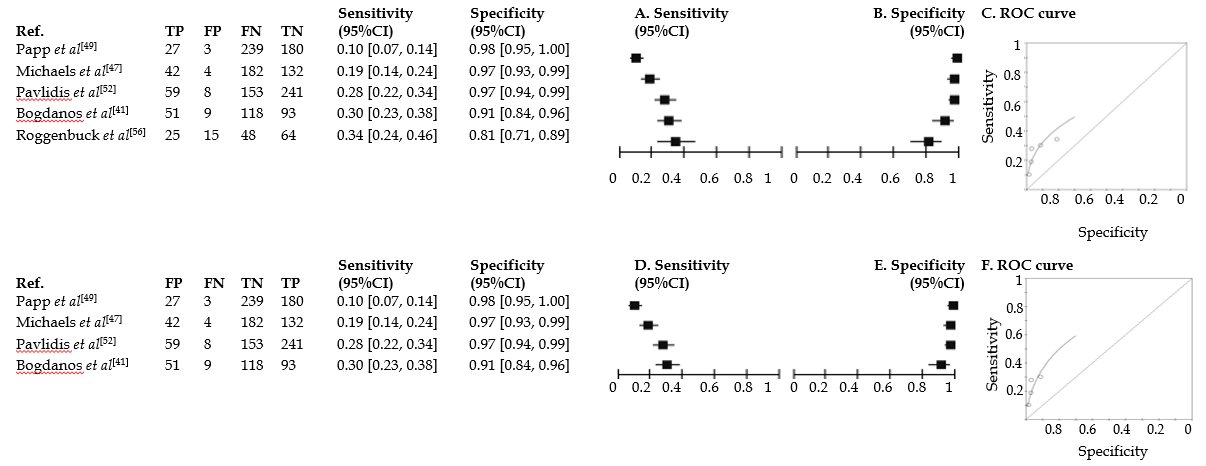 Sensitivity Specificity A. Sensitivity B. Specificity C. ROC curve
Ref. TP FP FN TN (95%CI) (95%CI) (95%CI) (95%CI)
Papp et al[49] 27 3 239 180 0.10 [0.07, 0.14] 0.98 [0.95, 1.00]
Michaels et al[47] 42 4 182 132 0.19 [0.14, 0.24] 0.97 [0.93, 0.99]
Pavlidis et al[52] 59 8 153 241 0.28 [0.22, 0.34] 0.97 [0.94, 0.99]
Bogdanos et al[41] 51 9 118 93 0.30 [0.23, 0.38] 0.91 [0.84, 0.96]
Roggenbuck et al[56] 25 15 48 64 0.34 [0.24, 0.46] 0.81 [0.71, 0.89]
0 0.2 0.4 0.6 0.8 1
0 0.2 0.4 0.6 0.8 1
1
0.8
0.6
0.4
0.2
Sensitivity
0.8 0.6 0.4 0.2 0
Specificity
Sensitivity Specificity D. Sensitivity E. Specificity F. ROC curve
Ref. FP FN TN TP (95%CI) (95%CI) (95%CI) (95%CI)
Papp et al[49] 27 3 239 180 0.10 [0.07, 0.14] 0.98 [0.95, 1.00]
Michaels et al[47] 42 4 182 132 0.19 [0.14, 0.24] 0.97 [0.93, 0.99]
Pavlidis et al[52] 59 8 153 241 0.28 [0.22, 0.34] 0.97 [0.94, 0.99]
Bogdanos et al[41] 51 9 118 93 0.30 [0.23, 0.38] 0.91 [0.84, 0.96]
0 0.2 0.4 0.6 0.8 1
0 0.2 0.4 0.6 0.8 1
1
0.8
0.6
0.4
0.2
Sensitivity
0.8 0.6 0.4 0.2 0
Specificity